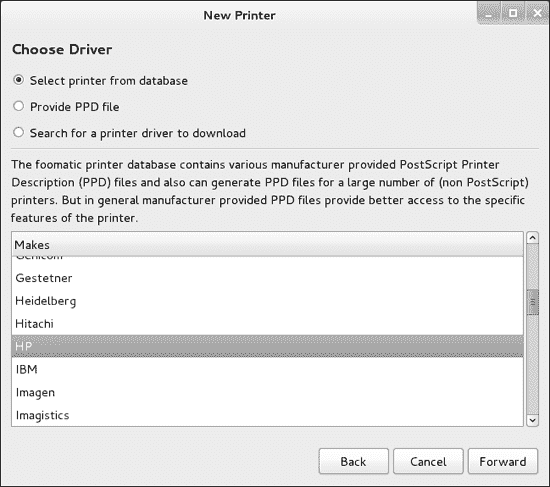 New Printer
Choose Driver
Select printer from database
Provide PPD file
Search for a printer driver to download
The foomatic printer database contains various manufacturer provided PostScript Printer
Description (PPD) files and also can generate PPD files for a large number of (non PostScript)
printers. But in general manufacturer provided PPD files provide better access to the specific
features of the printer.
Makes
Genicom
Gestetner
Heidelberg
Hitachi
HP
IBM
Imagen
Imagistics
Back Cancel Forward